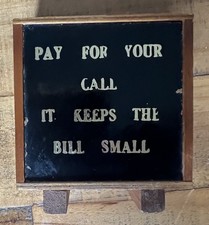 PAY FOR YOUR
CALL
IT KEEPS THE
BILL SMALL